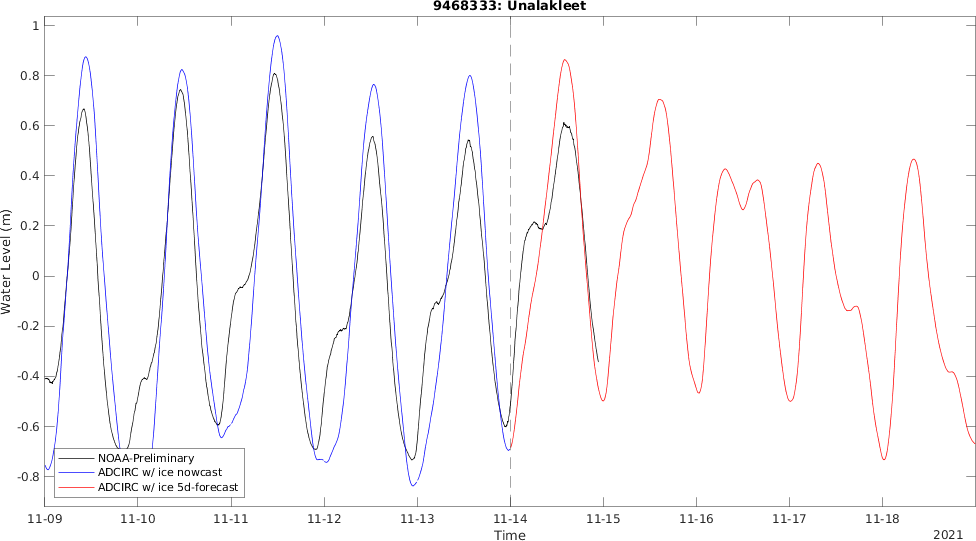 9468333: Unalakleet
Water Level (m)
1
0.8
0.6
0.4
0.2
0
-0.2
-0.4
-0.6
-0.8
NOAA-Preliminary
ADCIRC w/ ice nowcast
ADCIRC w/ ice 5d-forecast
11-09 11-10 11-11 11-12 11-13 11-14 11-15 11-16 11-17 11-18
Time
2021